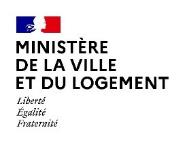 MINISTÈRE
DE LA VILLE
ET DU LOGEMENT
Liberté
Égalité
Fraternité